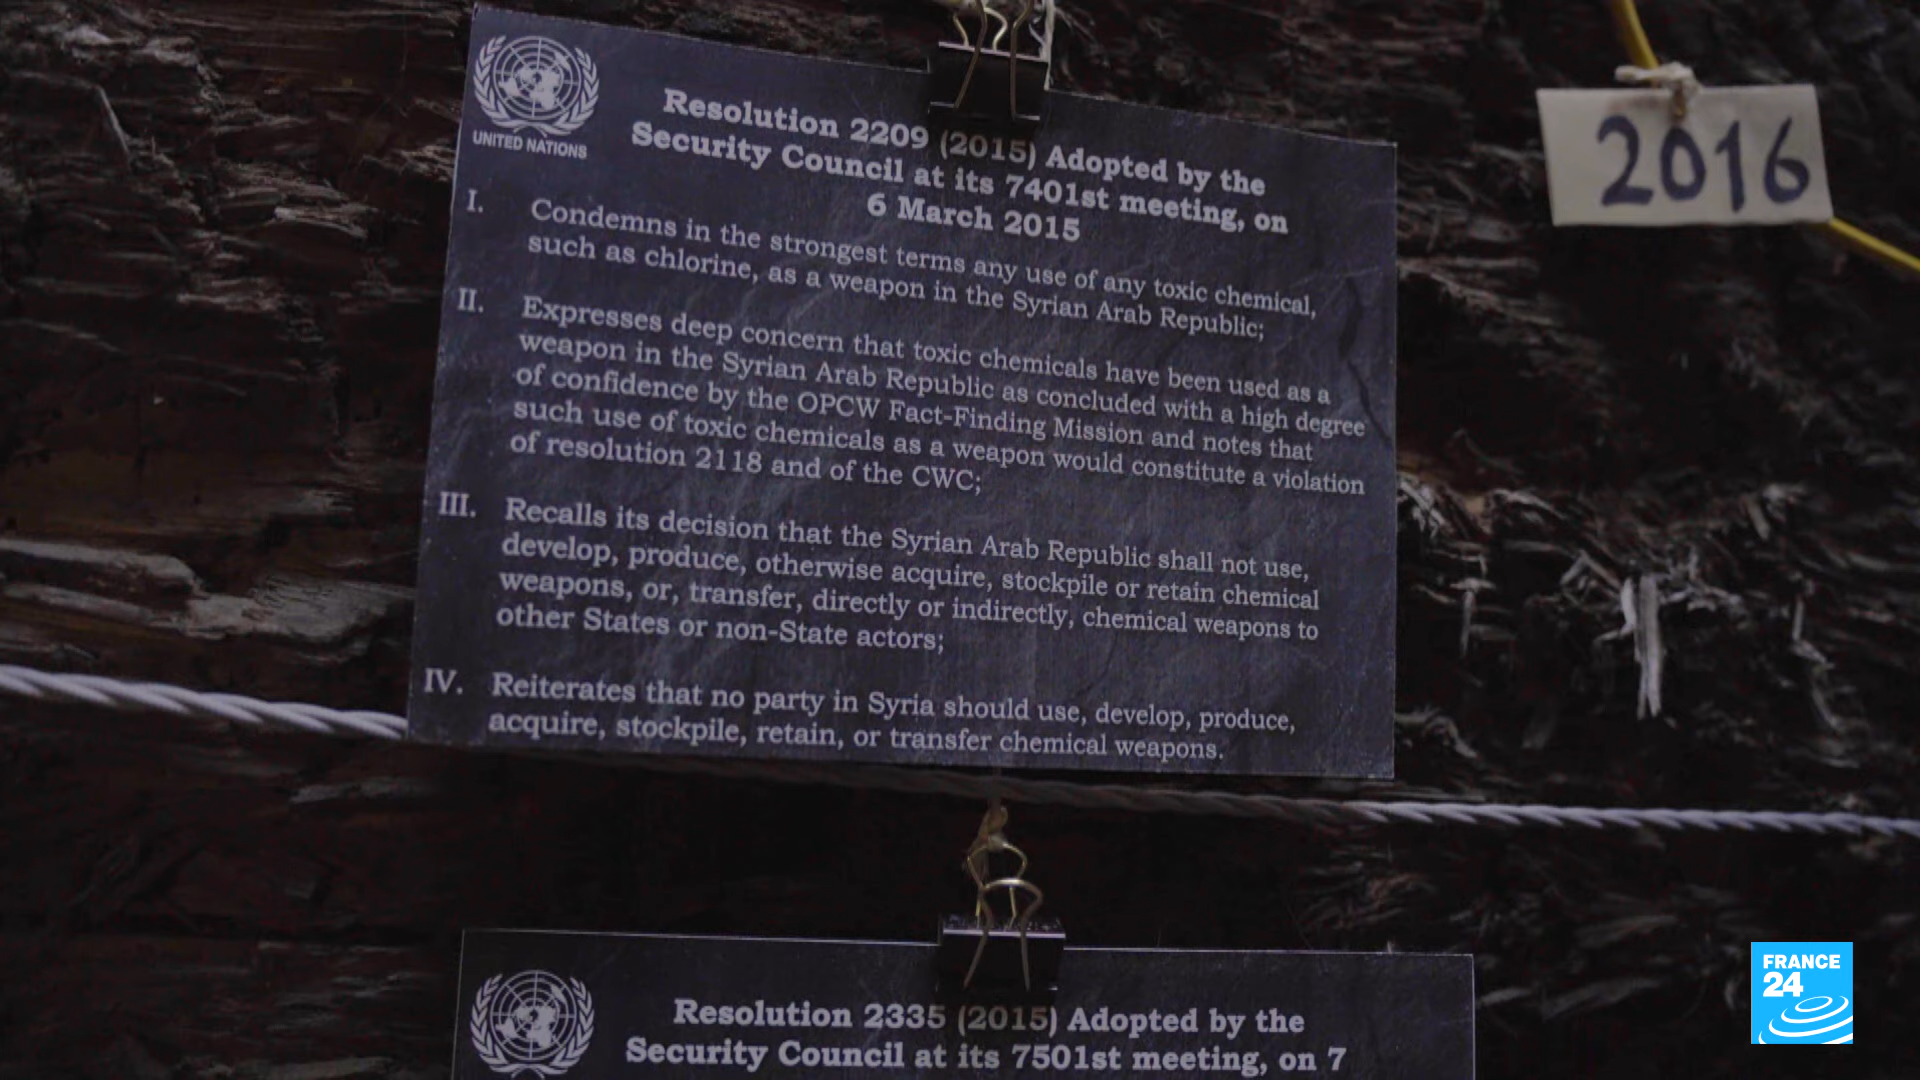 UNITED NATIONS
Resolution 2209 (2015) Adopted by the
Security Council at its 7401st meeting, on
6 March 2015
I. Condemns in the strongest terms any use of any toxic chemical,
such as chlorine, as a weapon in the Syrian Arab Republic;
II. Expresses deep concern that toxic chemicals have been used as a
weapon in the Syrian Arab Republic as concluded with a high degree
of confidence by the OPCW Fact-Finding Mission and notes that
such use of toxic chemicals as a weapon would constitute a violation
of resolution 2118 and of the CWC;
III. Recalls its decision that the Syrian Arab Republic shall not use,
develop, produce, otherwise acquire, stockpile or retain chemical
weapons, or, transfer, directly or indirectly, chemical weapons to
other States or non-State actors;
IV. Reiterates that no party in Syria should use, develop, produce,
acquire, stockpile, retain, or transfer chemical weapons.
2016
Resolution 2335 (2015) Adopted by the
Security Council at its 7501st meeting, on 7
FRANCE
24